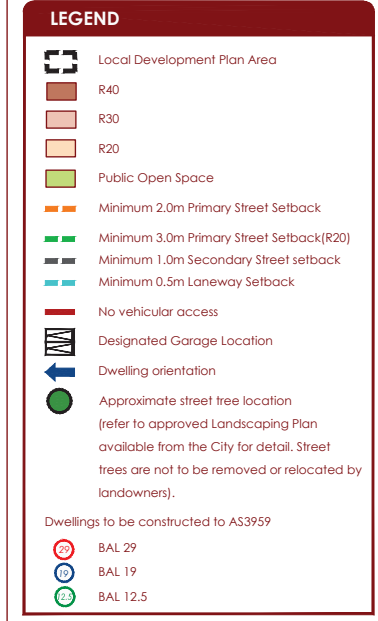 LEGEND
Local Development Plan Area
R40
R30
R20
Public Open Space
Minimum 2.0m Primary Street Setback
Minimum 3.0m Primary Street Setback(R20)
Minimum 1.0m Secondary Street setback
Minimum 0.5m Laneway Setback
No vehicular access
Designated Garage Location
Dwelling orientation
Approximate street tree location
(refer to approved Landscaping Plan
available from the City for detail. Street
trees are not to be removed or relocated by
landowners).
Dwellings to be constructed to AS3959
29 BAL 29
19 BAL 19
12.5 BAL 12.5